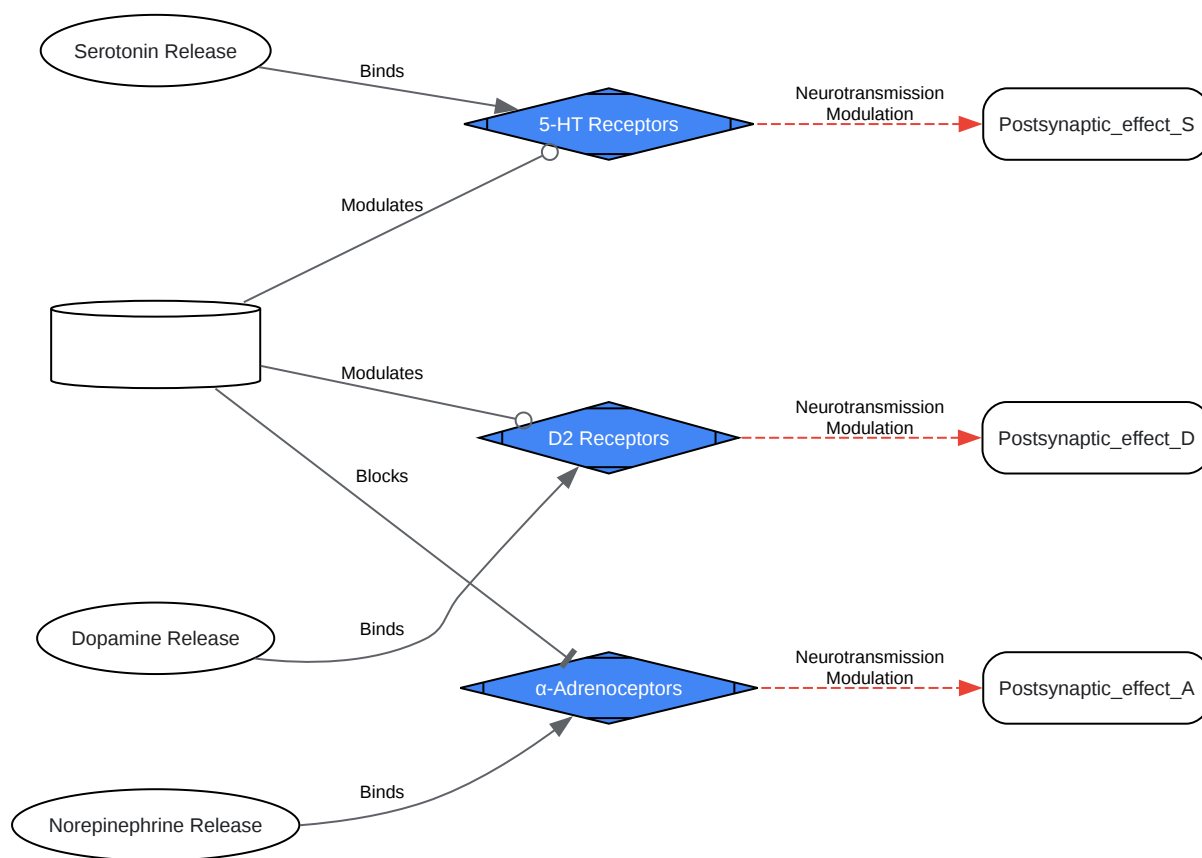 Serotonin Release
Binds
5-HT Receptors
Neurotransmission
Modulation
Postsynaptic_effect_S
Modulates
Modulates
D2 Receptors
Neurotransmission
Modulation
Postsynaptic_effect_D
Blocks
Dopamine Release
Binds
α-Adrenoceptors
Neurotransmission
Modulation
Postsynaptic_effect_A
Binds
Norepinephrine Release